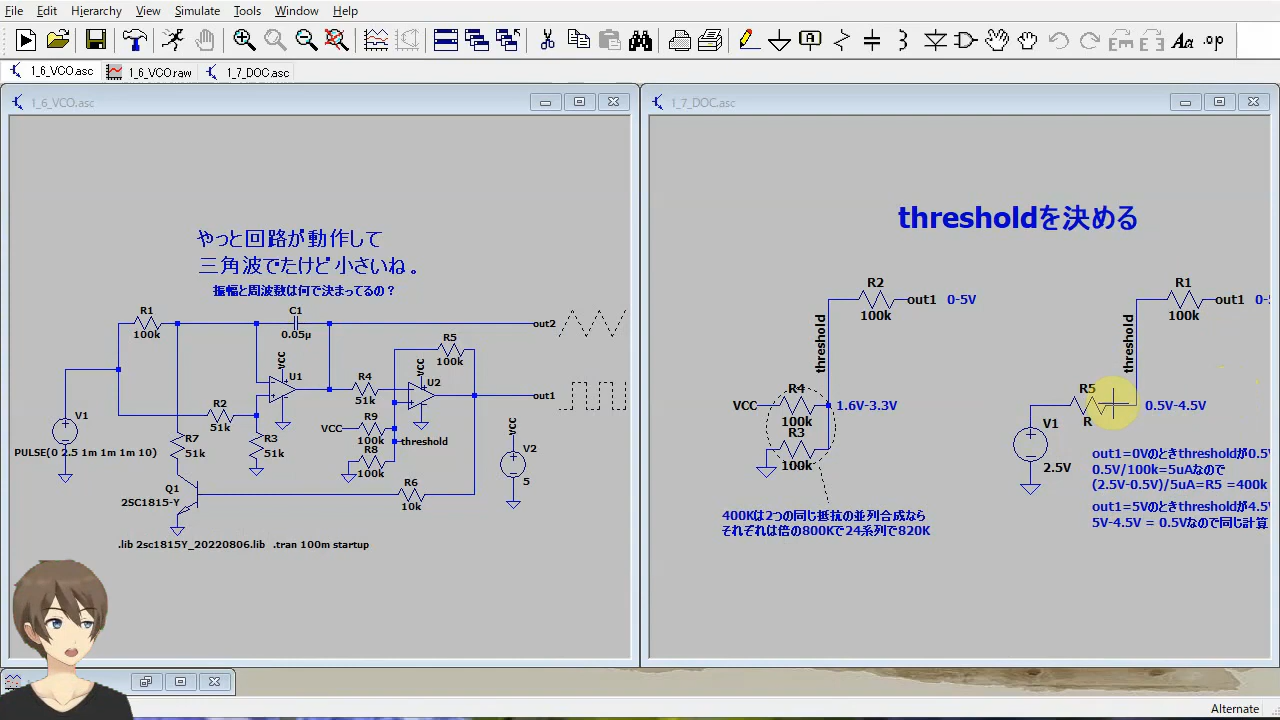 File Edit Hierarchy View Simulate Tools Window Help
1_6_VCO.asc 1_6_VCO.raw 1_7_DOC.asc
1_6_VCO.asc
やっと回路が動作して
三角波でたけど小さいね。
振幅と周波数は何で決まってるの？
R1
100k
C1
0.05µ
out2
VCC
U1
R2
51k
R3
51k
R7
51k
R4
51k
R5
100k
VCC
U2
out1
VCC
R9
100k
threshold
R8
100k
V1
PULSE(0 2.5 1m 1m 1m 10)
Q1
2SC1815-Y
R6
10k
VCC
V2
5
.lib 2sc1815Y_20220806.lib .tran 100m startup
1_7_DOC.asc
thresholdを決める
R2
100k
out1 0-5V
threshold
VCC
R4
100k
1.6V-3.3V
R3
100k
400Kは2つの同じ抵抗の並列合成なら
それぞれは倍の800Kで24系列で820K
R1
100k
out1 0-5
threshold
R5
R
0.5V-4.5V
V1
2.5V
out1=0VのときthresholdがO.5V
0.5V/100k=5uAなので
(2.5V-0.5V)/5uA=R5 =400k
out1=5Vのときthresholdが4.5V
5V-4.5V = 0.5Vなので同じ計算
Alternate